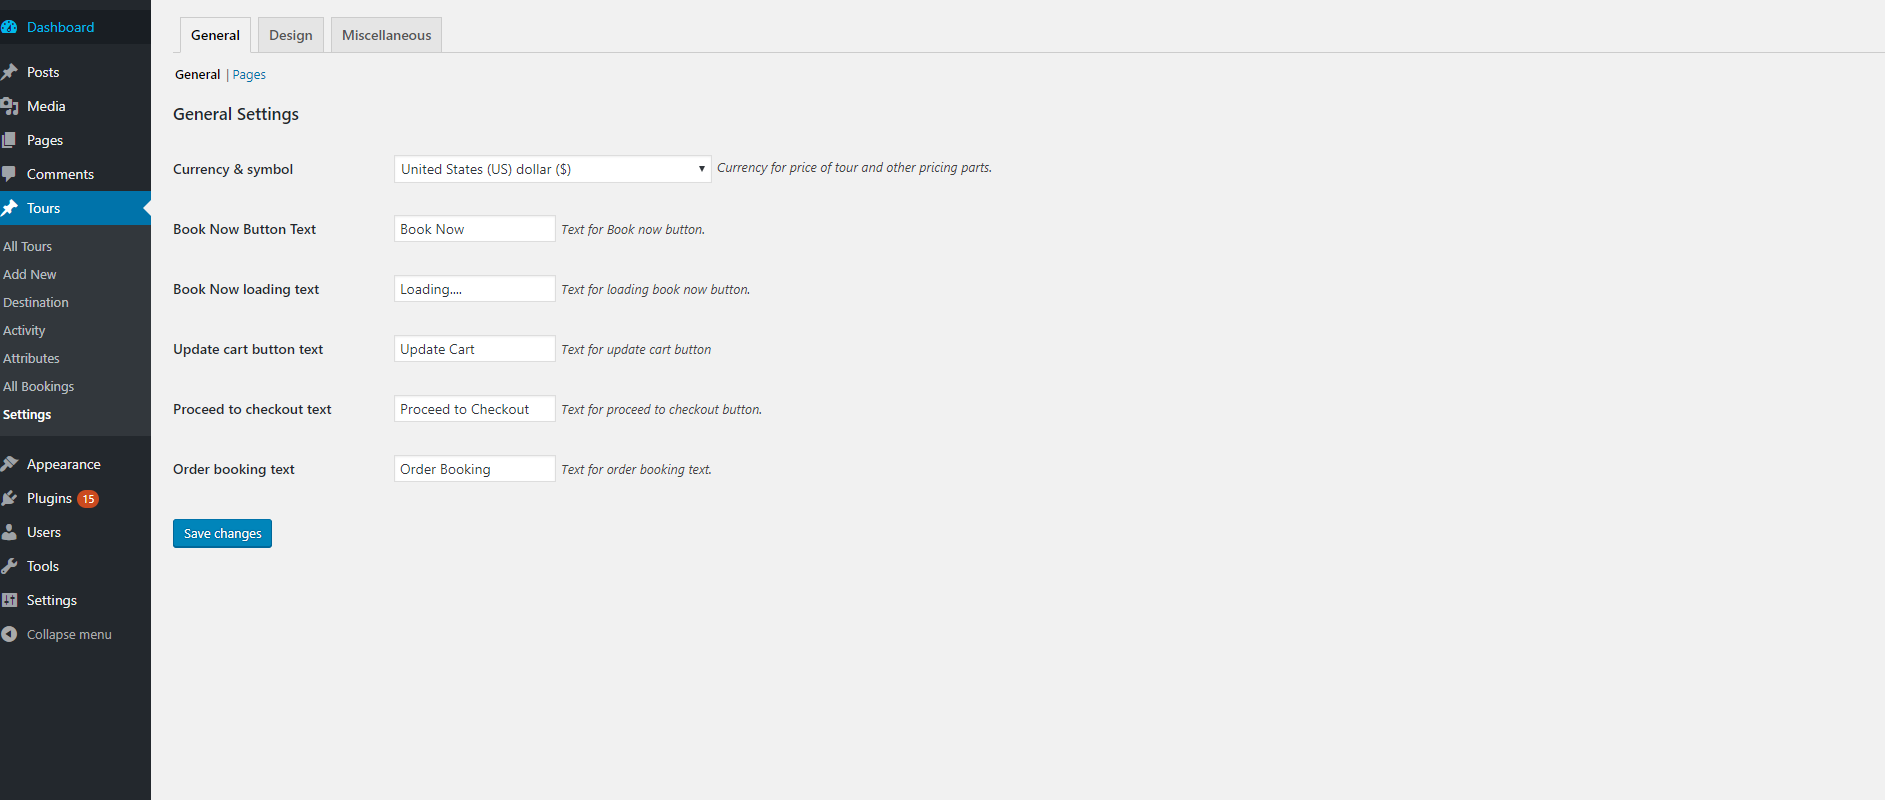 Dashboard
Posts
Media
Pages
Comments
Tours
All Tours
Add New
Destination
Activity
Attributes
All Bookings
Settings
Appearance
Plugins 15
Users
Tools
Settings
Collapse menu
General Design Miscellaneous
General | Pages
General Settings
Currency & symbol United States (US) dollar ($) Currency for price of tour and other pricing parts.
Book Now Button Text Book Now Text for Book now button.
Book Now loading text Loading.... Text for loading book now button.
Update cart button text Update Cart Text for update cart button
Proceed to checkout text Proceed to Checkout Text for proceed to checkout button.
Order booking text Order Booking Text for order booking text.
Save changes